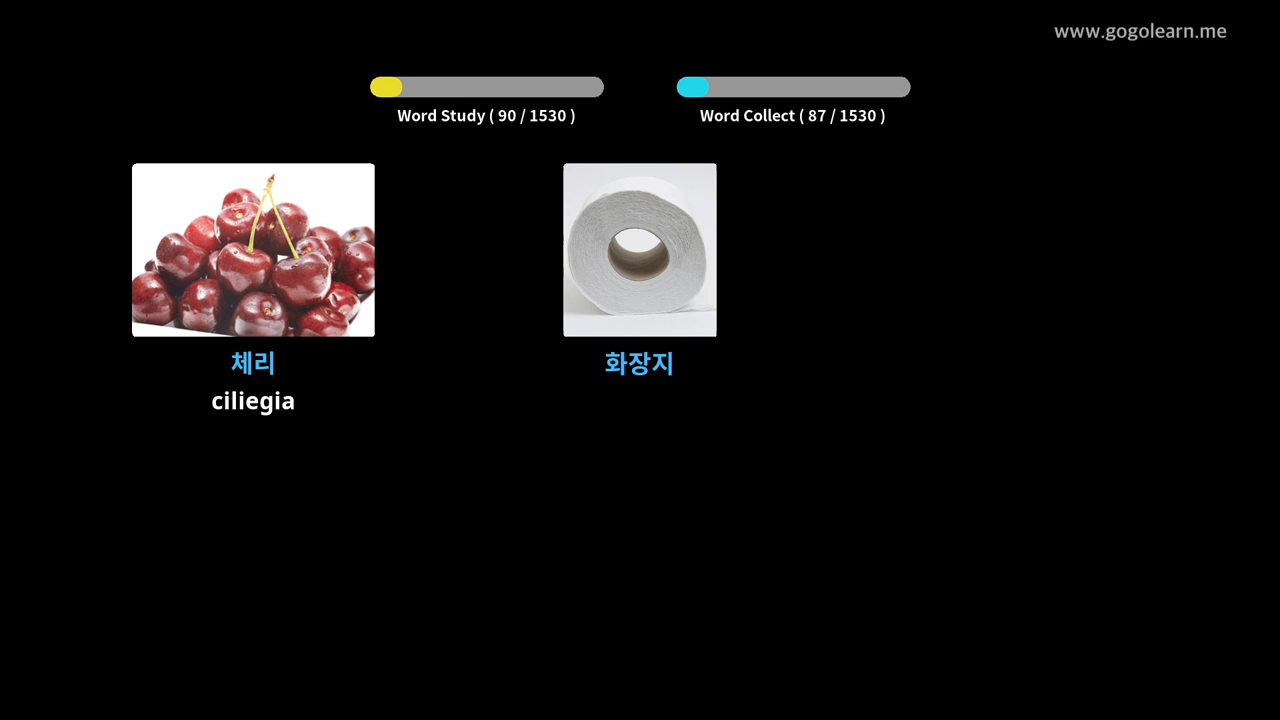 www.gogolearn.me
Word Study ( 90 / 1530 )
Word Collect ( 87 / 1530 )
체리
ciliegia
화장지